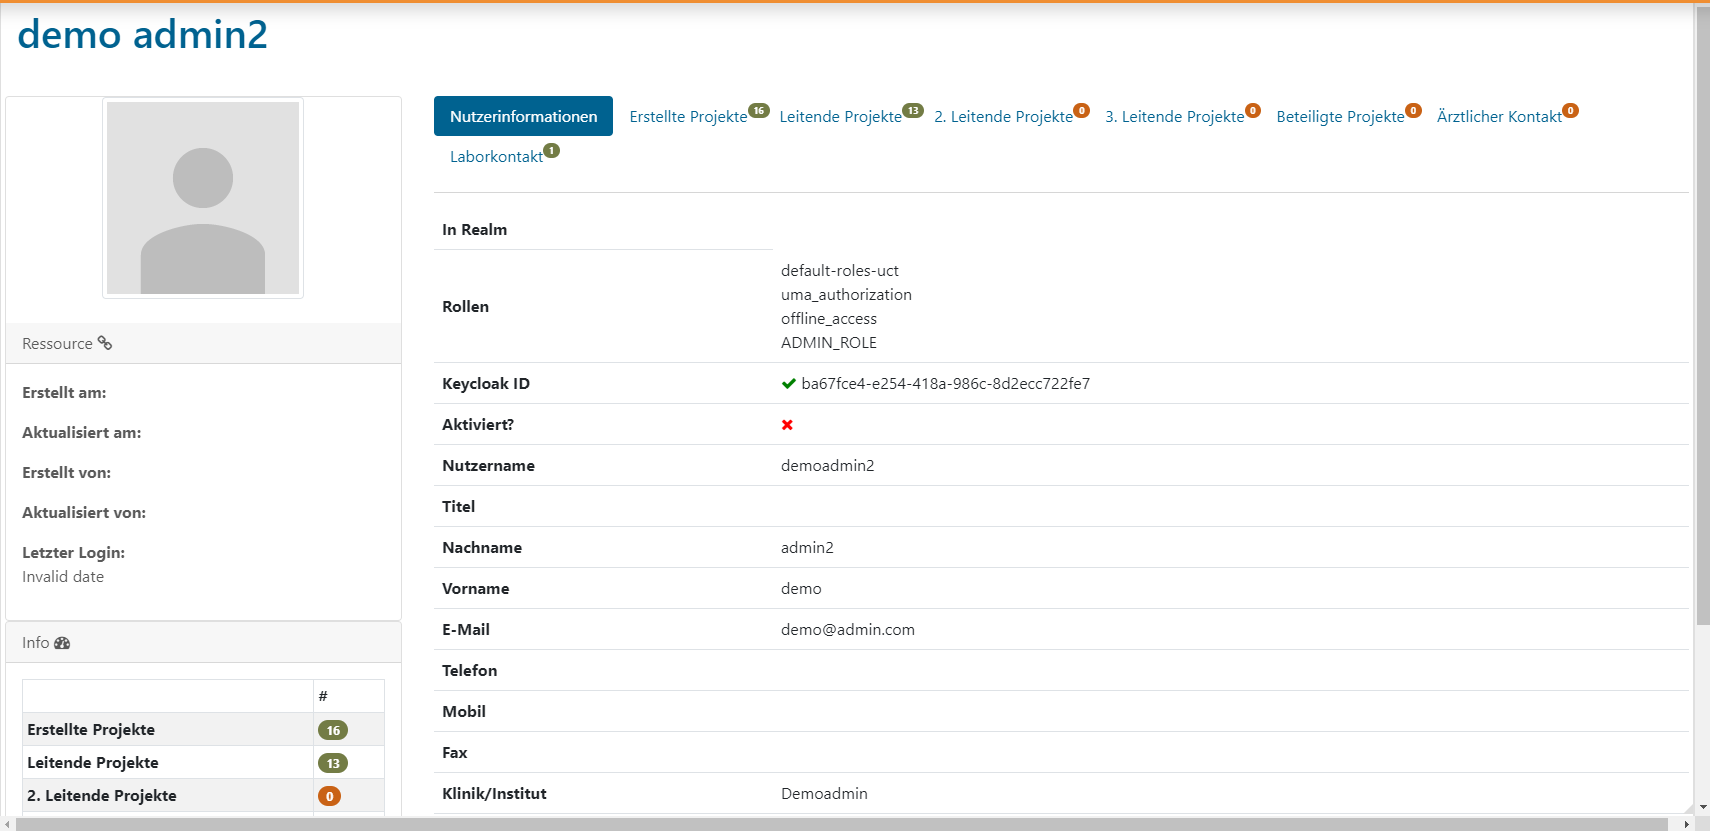 demo admin2
Nutzerinformationen
Erstellte Projekte 16
Leitende Projekte 13
2. Leitende Projekte 0
3. Leitende Projekte 0
Beteiligte Projekte 0
Ärztlicher Kontakt 0
Laborkontakt 1
Ressource
Erstellt am:
Aktualisiert am:
Erstellt von:
Aktualisiert von:
Letzter Login:
Invalid date
Info
#
Erstellte Projekte 16
Leitende Projekte 13
2. Leitende Projekte 0
In Realm
Rollen
default-roles-uct
uma_authorization
offline_access
ADMIN_ROLE
Keycloak ID ba67fce4-e254-418a-986c-8d2ecc722fe7
Aktiviert?
Nutzername demoadmin2
Titel
Nachname admin2
Vorname demo
E-Mail demo@admin.com
Telefon
Mobil
Fax
Klinik/Institut Demoadmin